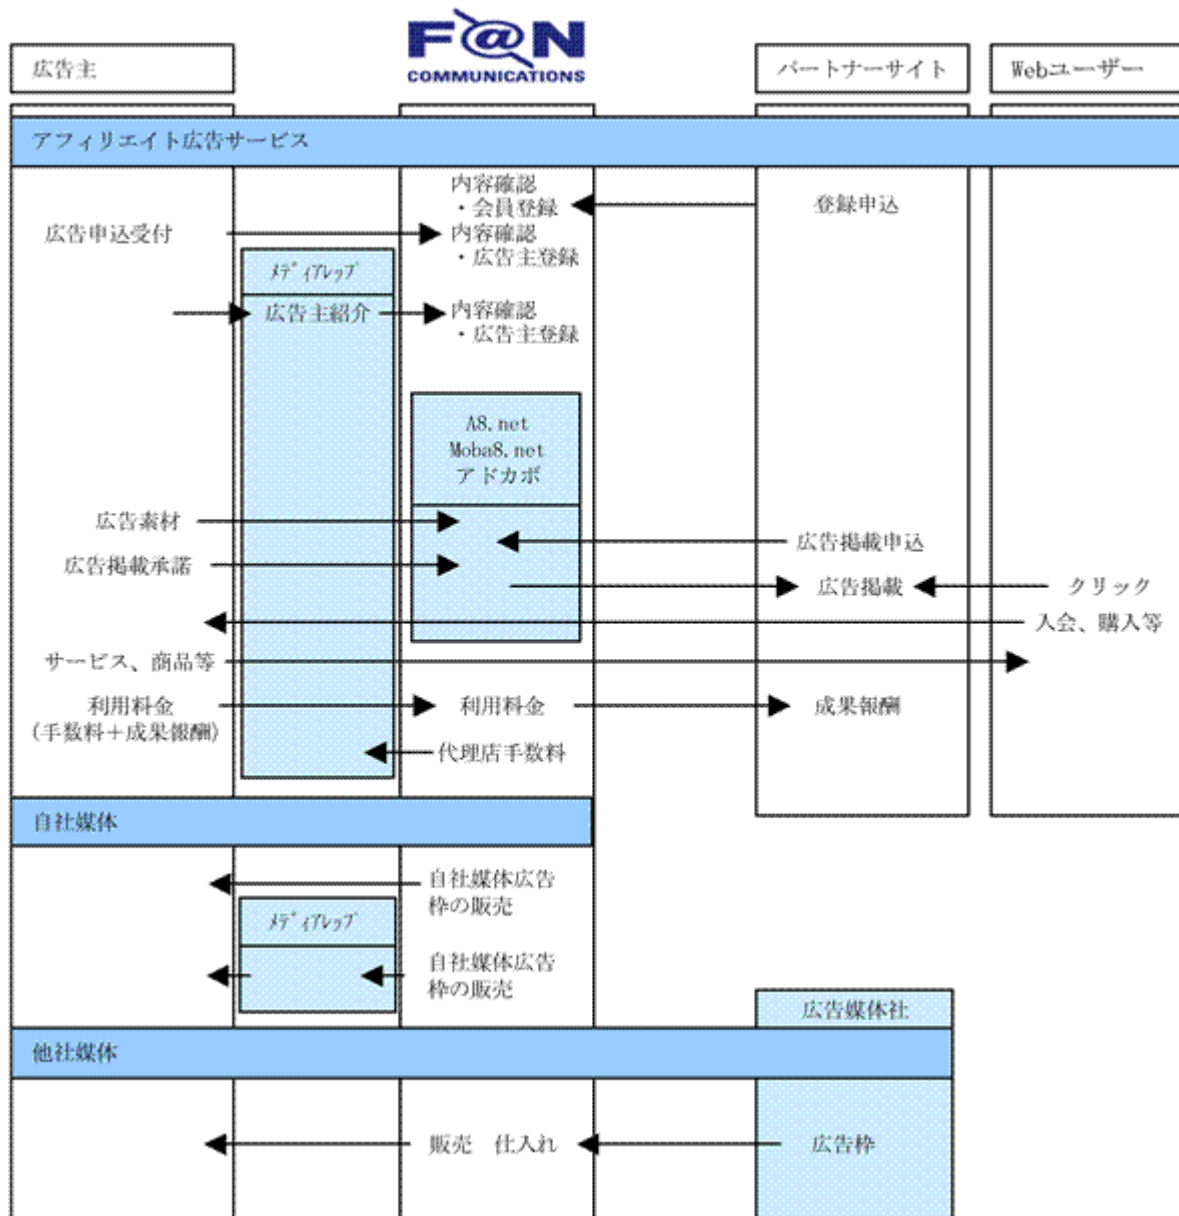 F@N
COMMUNICATIONS
広告主
パートナーサイト
Webユーザー
アフィリエイト広告サービス
内容確認
・会員登録
登録申込
広告申込受付
内容確認
・広告主登録
メディアレップ
広告主紹介
内容確認
・広告主登録
A8.net
Moba8.net
アドカボ
広告素材
広告掲載申込
広告掲載承諾
広告掲載
クリック
入会、購入等
サービス、商品等
利用料金
(手数料＋成果報酬)
利用料金
成果報酬
代理店手数料
自社媒体
自社媒体広告
枠の販売
メディアレップ
自社媒体広告
枠の販売
広告媒体社
他社媒体
販売　仕入れ
広告枠